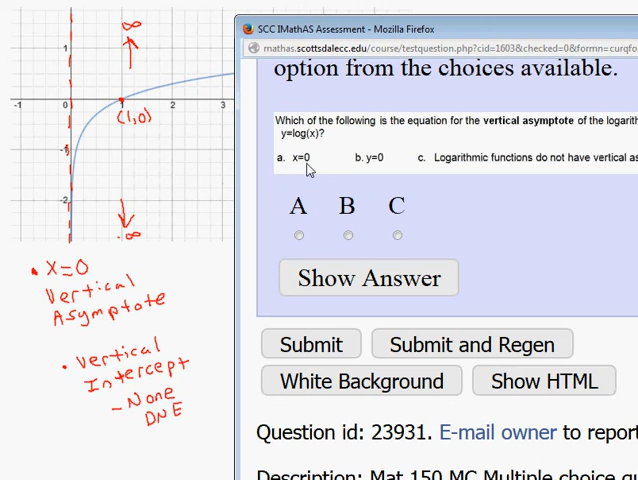 SCC IMathAS Assessment - Mozilla Firefox
mathas.scottsdalecc.edu/course/testquestion.php?cid=1603&checked=0&formn=curqfo
option from the choices available.
Which of the following is the equation for the vertical asymptote of the logarith
y=log(x)?
a. x=0 b. y=0 c. Logarithmic functions do not have vertical as
A B C
Show Answer
Submit Submit and Regen
White Background Show HTML
Question id: 23931. E-mail owner to report
Description: Mat 150 MC Multiple choice qu
∞
1
-1 0 1 2 3
(1,0)
-1
-2
-∞
• x=0
Vertical
Asymptote
• Vertical
Intercept
- None
DNE